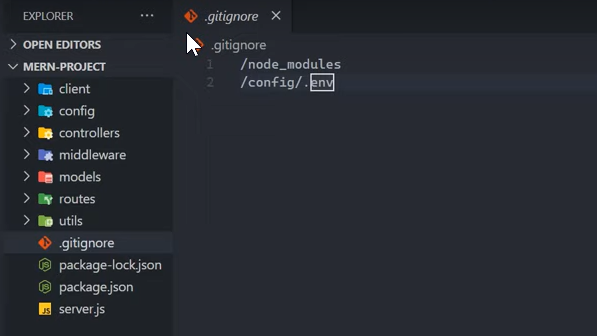 EXPLORER
OPEN EDITORS
MERN-PROJECT
client
config
controllers
middleware
models
routes
utils
.gitignore
package-lock.json
package.json
JS server.js
.gitignore
.gitignore
1 /node_modules
2 /config/.env